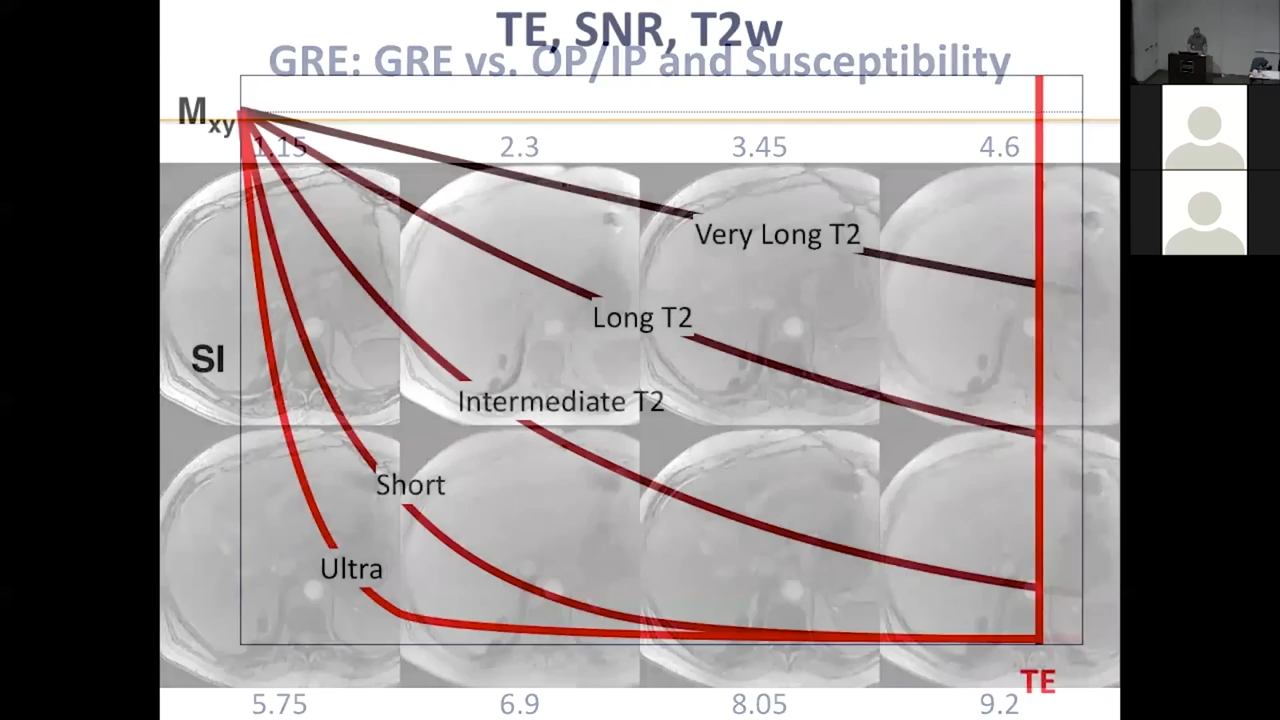 TE, SNR, T2w
GRE: GRE vs. OP/IP and Susceptibility
Mxy
1.15 2.3 3.45 4.6
Very Long T2
Long T2
SI
Intermediate T2
Short
Ultra
TE
5.75 6.9 8.05 9.2